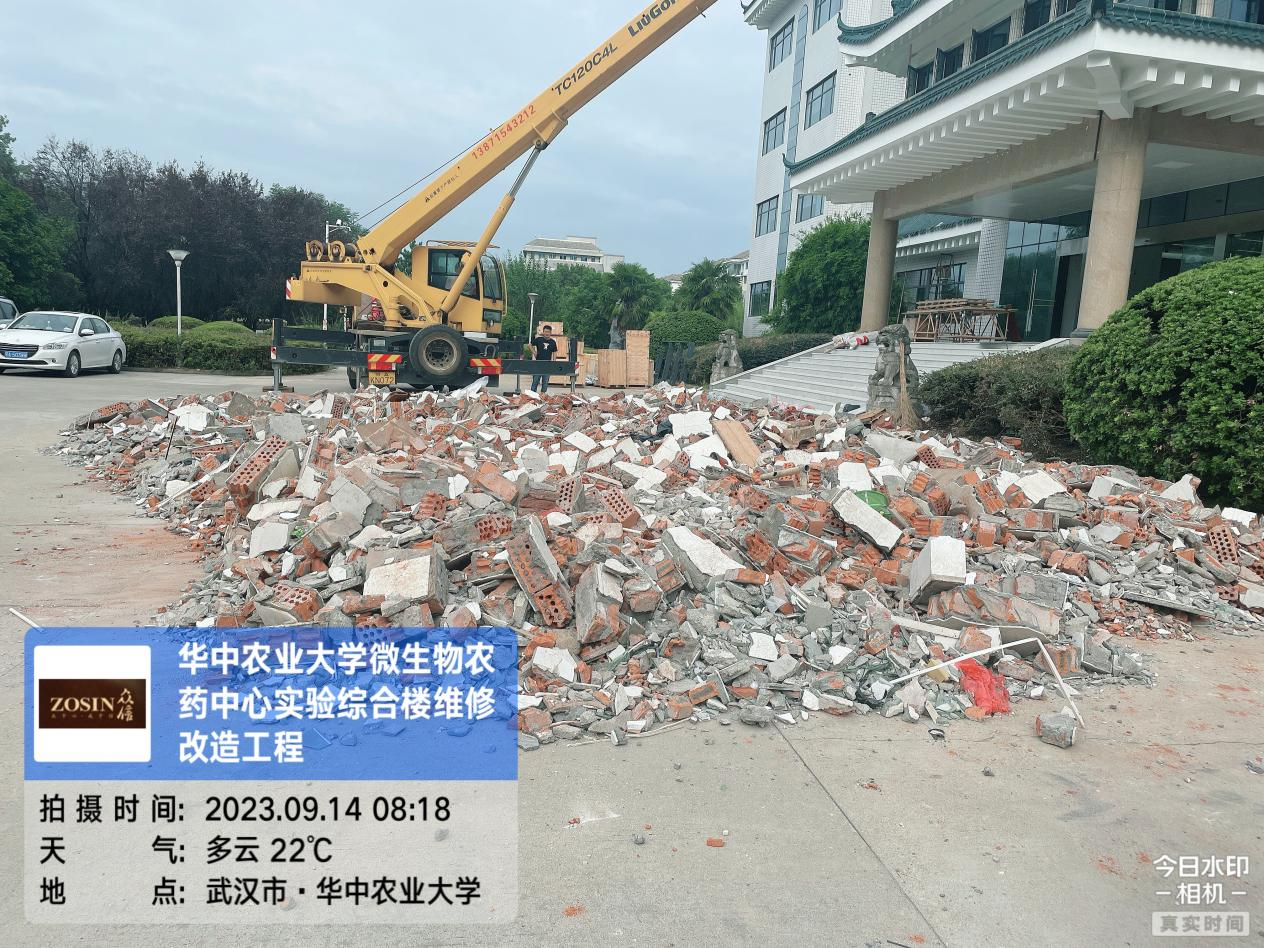 LIUGONG
TC120C4L
13871543212
KN077
ZOSIN 众信
华中农业大学微生物农
药中心实验综合楼维修
改造工程
拍摄时间: 2023.09.14 08:18
天气: 多云 22℃
地点: 武汉市·华中农业大学
今日水印
-相机-
真实时间